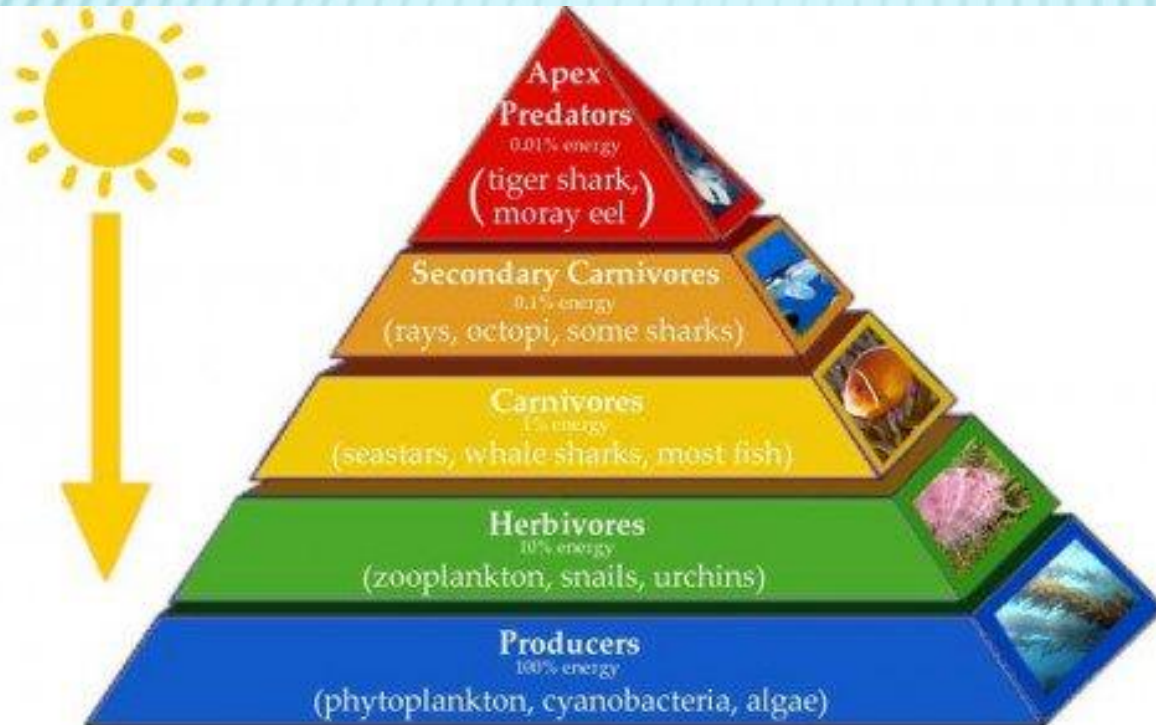 Apex
Predators
0.01% energy
(tiger shark,
moray eel)
Secondary Carnivores
0.1% energy
(rays, octopi, some sharks)
Carnivores
1% energy
(seastars, whale sharks, most fish)
Herbivores
10% energy
(zooplankton, snails, urchins)
Producers
100% energy
(phytoplankton, cyanobacteria, algae)